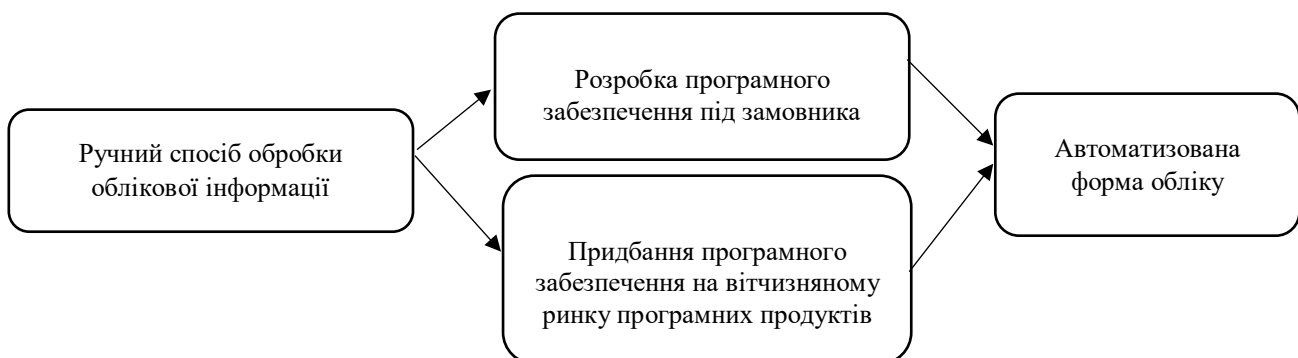 Ручний спосіб обробки
облікової інформації
Розробка програмного
забезпечення під замовника
Придбання програмного
забезпечення на вітчизняному
ринку програмних продуктів
Автоматизована
форма обліку